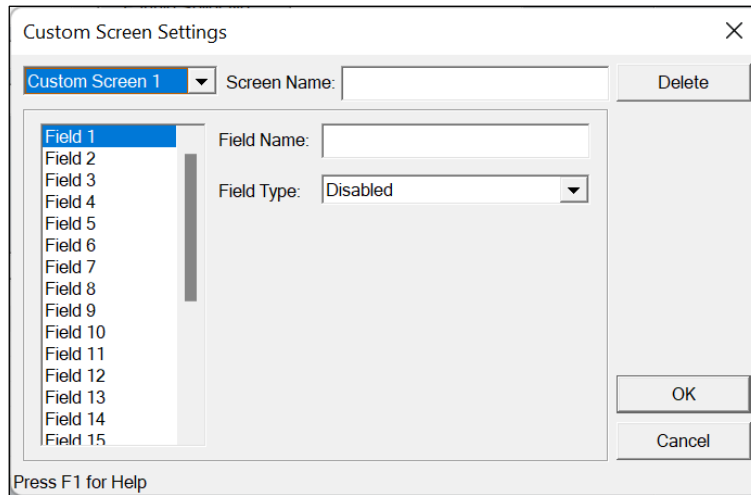 Custom Screen Settings
Custom Screen 1
Screen Name:
Delete
Field 1
Field 2
Field 3
Field 4
Field 5
Field 6
Field 7
Field 8
Field 9
Field 10
Field 11
Field 12
Field 13
Field 14
Field 15
Field Name:
Field Type:
Disabled
OK
Cancel
Press F1 for Help